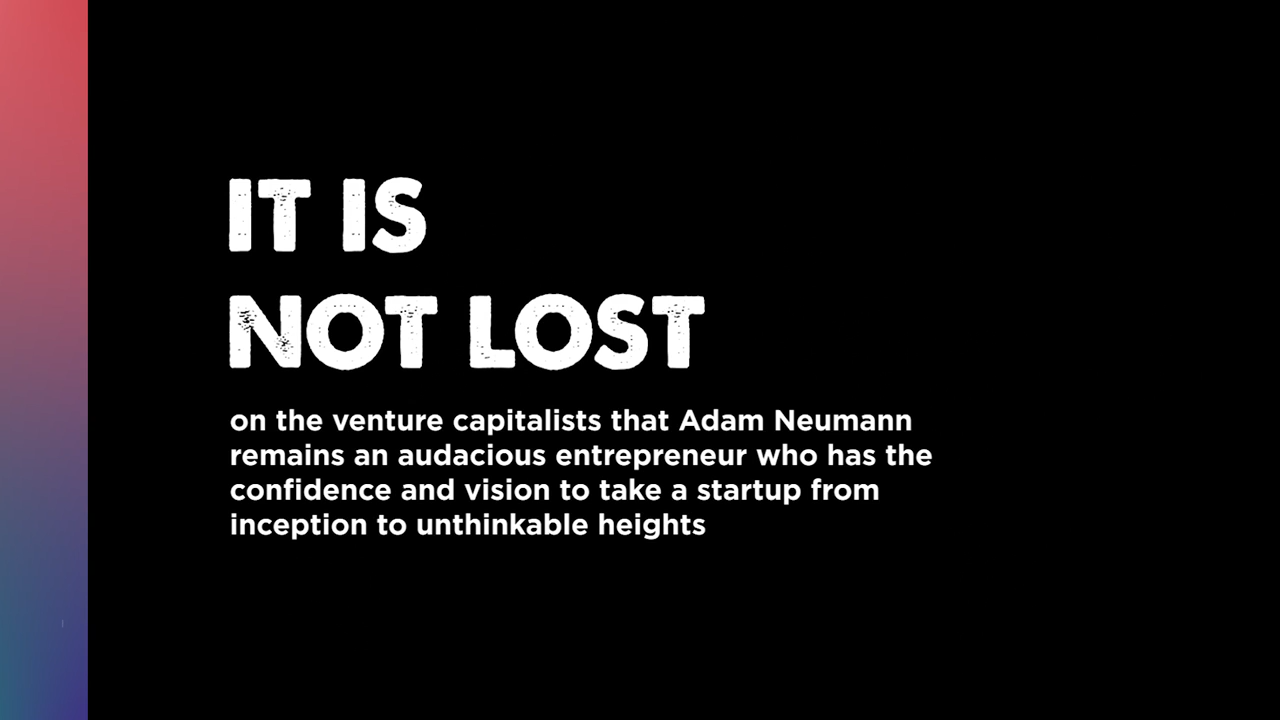 IT IS
NOT LOST
on the venture capitalists that Adam Neumann
remains an audacious entrepreneur who has the
confidence and vision to take a startup from
inception to unthinkable heights